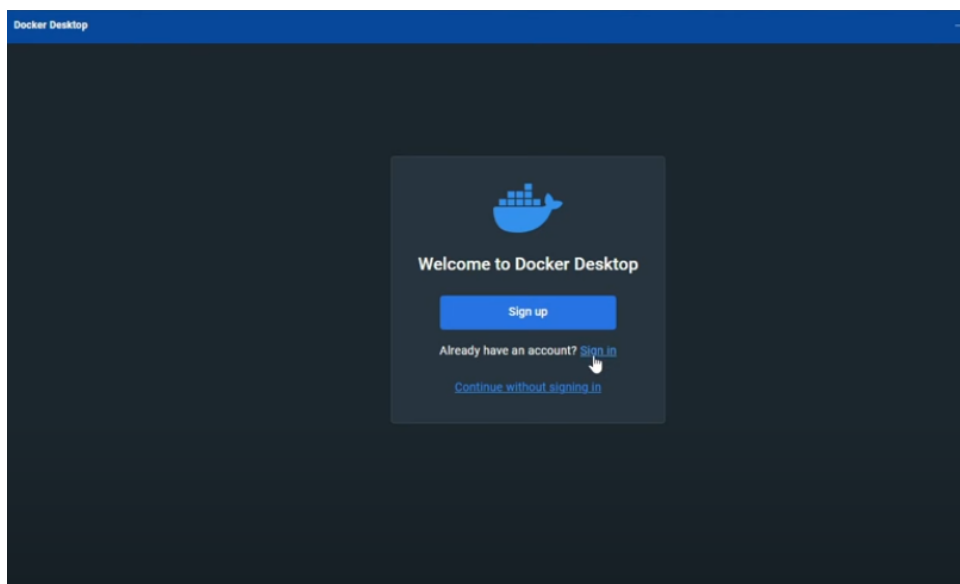 Docker Desktop
Welcome to Docker Desktop
Sign up
Already have an account? Sign in
Continue without signing in